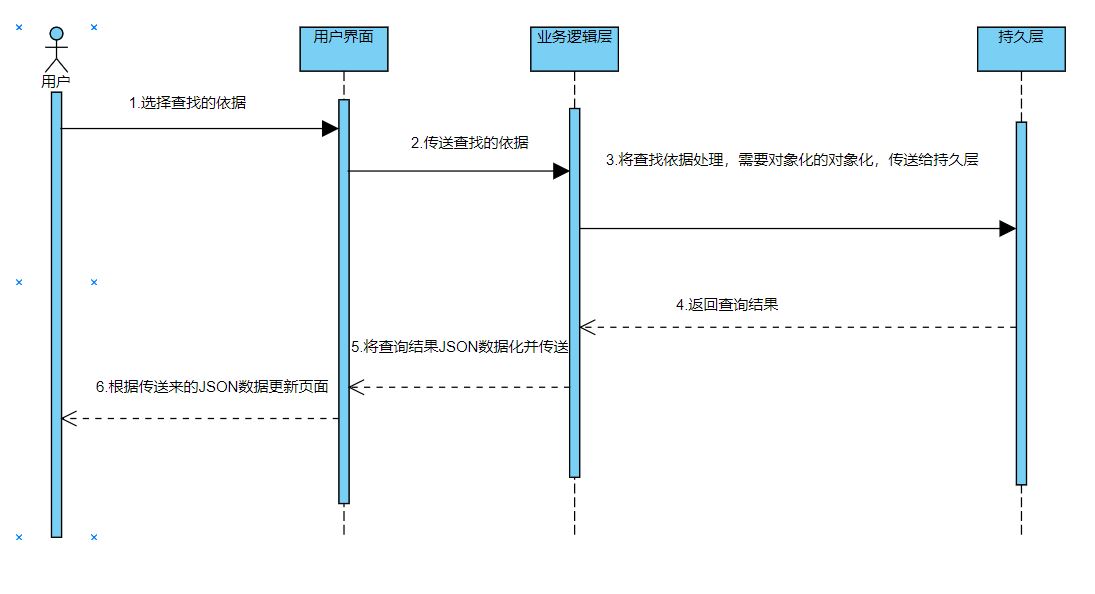 用户
用户界面
业务逻辑层
持久层
1.选择查找的依据
2.传送查找的依据
3.将查找依据处理，需要对象化的对象化，传送给持久层
4.返回查询结果
5.将查询结果JSON数据化并传送
6.根据传送来的JSON数据更新页面